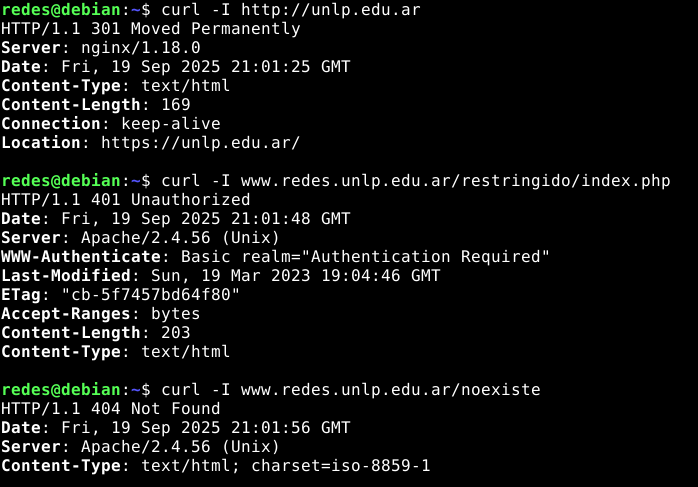 redes@debian:~$ curl -I http://unlp.edu.ar
HTTP/1.1 301 Moved Permanently
Server: nginx/1.18.0
Date: Fri, 19 Sep 2025 21:01:25 GMT
Content-Type: text/html
Content-Length: 169
Connection: keep-alive
Location: https://unlp.edu.ar/

redes@debian:~$ curl -I www.redes.unlp.edu.ar/restringido/index.php
HTTP/1.1 401 Unauthorized
Date: Fri, 19 Sep 2025 21:01:48 GMT
Server: Apache/2.4.56 (Unix)
WWW-Authenticate: Basic realm="Authentication Required"
Last-Modified: Sun, 19 Mar 2023 19:04:46 GMT
ETag: "cb-5f7457bd64f80"
Accept-Ranges: bytes
Content-Length: 203
Content-Type: text/html

redes@debian:~$ curl -I www.redes.unlp.edu.ar/noexiste
HTTP/1.1 404 Not Found
Date: Fri, 19 Sep 2025 21:01:56 GMT
Server: Apache/2.4.56 (Unix)
Content-Type: text/html; charset=iso-8859-1